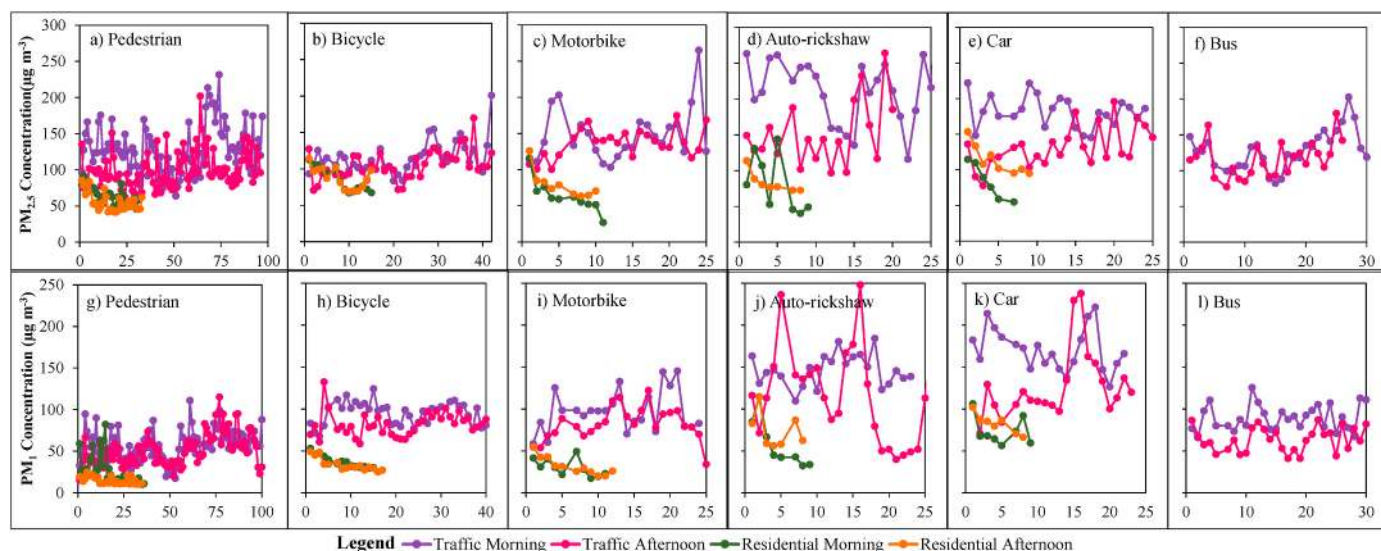 a) Pedestrian b) Bicycle c) Motorbike d) Auto-rickshaw e) Car f) Bus
PM2.5 Concentration(µg m-3)
300
250
200
150
100
50
0
0 25 50 75 100 0 10 20 30 40 0 5 10 15 20 25 0 5 10 15 20 25 0 5 10 15 20 25 0 10 20 30
g) Pedestrian h) Bicycle i) Motorbike j) Auto-rickshaw k) Car l) Bus
PM1 Concentration (µg m-3)
250
200
150
100
50
0
0 25 50 75 100 0 10 20 30 40 0 5 10 15 20 25 0 5 10 15 20 25 0 5 10 15 20 25 0 10 20 30
Legend Traffic Morning Traffic Afternoon Residential Morning Residential Afternoon